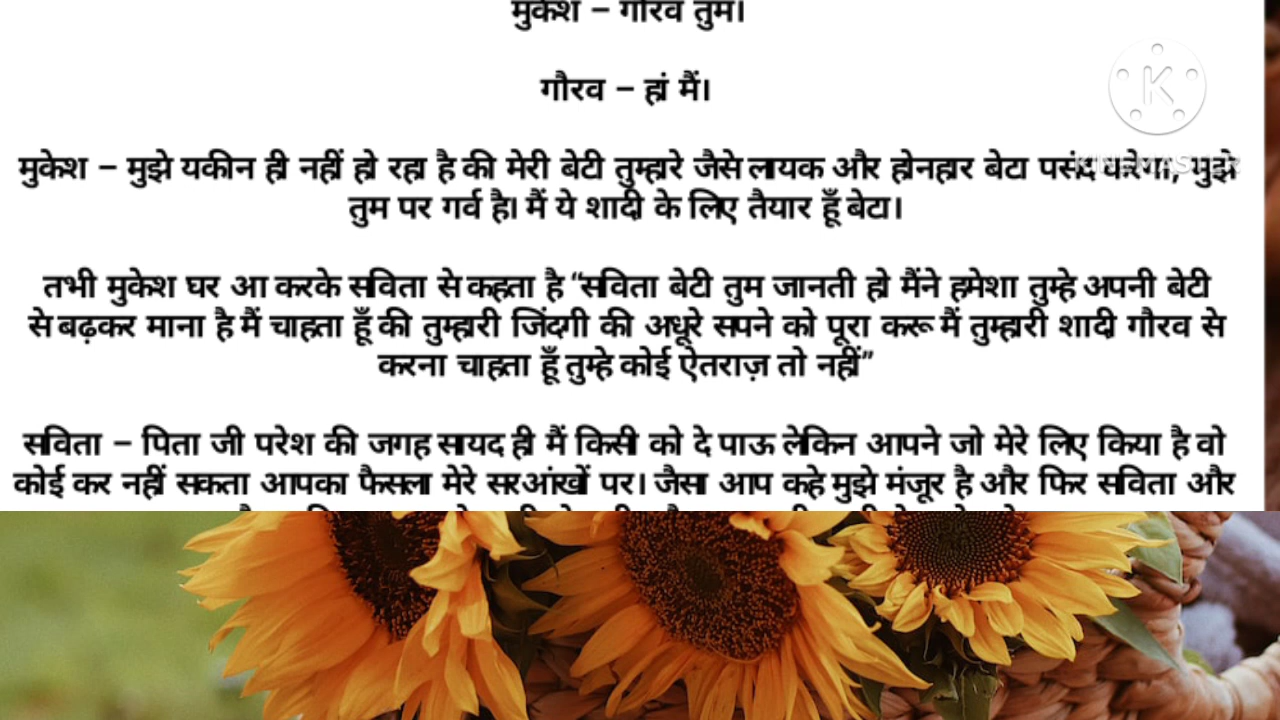 मुकेश – गौरव तुम।
गौरव – हां मैं।
मुकेश – मुझे यकीन ही नहीं हो रहा है की मेरी बेटी तुम्हारे जैसे लायक और होनहार बेटा पसंद करेगा, मुझे
तुम पर गर्व है। मैं ये शादी के लिए तैयार हूँ बेटा।
तभी मुकेश घर आ करके सविता से कहता है “सविता बेटी तुम जानती हो मैंने हमेशा तुम्हे अपनी बेटी
से बढ़कर माना है मैं चाहता हूँ की तुम्हारी जिंदगी की अधूरे सपने को पूरा करू मैं तुम्हारी शादी गौरव से
करना चाहता हूँ तुम्हे कोई ऐतराज़ तो नहीं”
सविता – पिता जी परेश की जगह सायद ही मैं किसी को दे पाऊ लेकिन आपने जो मेरे लिए किया है वो
कोई कर नहीं सकता आपका फैसला मेरे सरआंखों पर। जैसा आप कहे मुझे मंजूर है और फिर सविता और
K
KINEMASTER